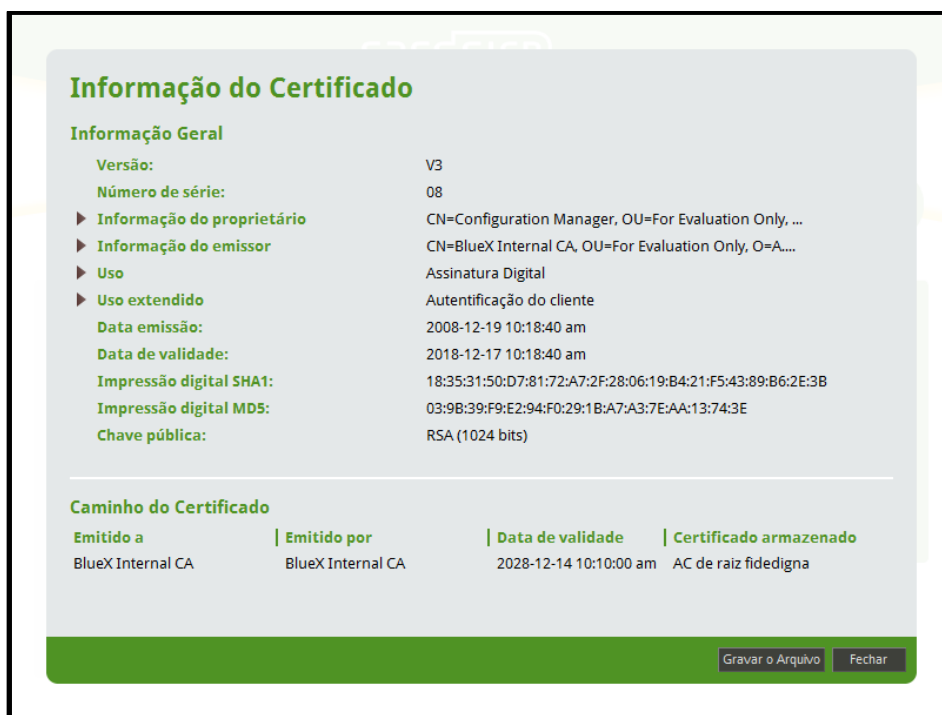 Informação do Certificado
Informação Geral
Versão: V3
Número de série: 08
Informação do proprietário CN=Configuration Manager, OU=For Evaluation Only, ...
Informação do emissor CN=BlueX Internal CA, OU=For Evaluation Only, O=A....
Uso Assinatura Digital
Uso extendido Autentificação do cliente
Data emissão: 2008-12-19 10:18:40 am
Data de validade: 2018-12-17 10:18:40 am
Impressão digital SHA1: 18:35:31:50:D7:81:72:A7:2F:28:06:19:B4:21:F5:43:89:B6:2E:3B
Impressão digital MD5: 03:9B:39:F9:E2:94:F0:29:1B:A7:A3:7E:AA:13:74:3E
Chave pública: RSA (1024 bits)
Caminho do Certificado
Emitido a Emitido por Data de validade Certificado armazenado
BlueX Internal CA BlueX Internal CA 2028-12-14 10:10:00 am AC de raiz fidedigna
Gravar o Arquivo Fechar